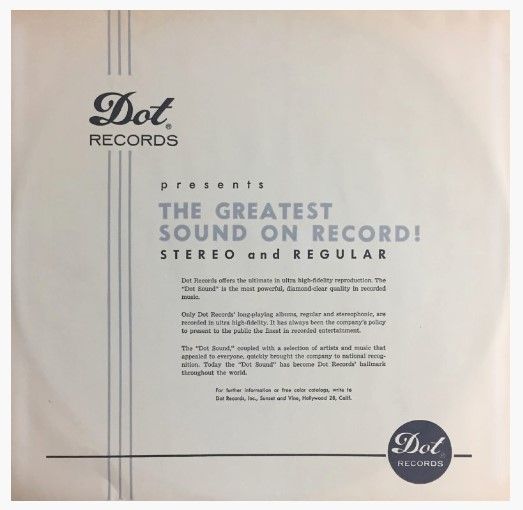 Dot®
RECORDS
presents
THE GREATEST
SOUND ON RECORD!
STEREO and REGULAR
Dot Records offers the ultimate in ultra high-fidelity reproduction. The
"Dot Sound" is the most powerful, diamond-clear quality in recorded
music.
Only Dot Records' long-playing albums, regular and stereophonic, are
recorded in ultra high-fidelity. It has always been the company's policy
to present to the public the finest in recorded entertainment.
The "Dot Sound," coupled with a selection of artists and music that
appealed to everyone, quickly brought the company to national recog-
nition. Today the "Dot Sound" has become Dot Records' hallmark
throughout the world.
For further information or free color catalogs, write to
Dot Records, Inc., Sunset and Vine, Hollywood 28, Calif.
Dot®
RECORDS